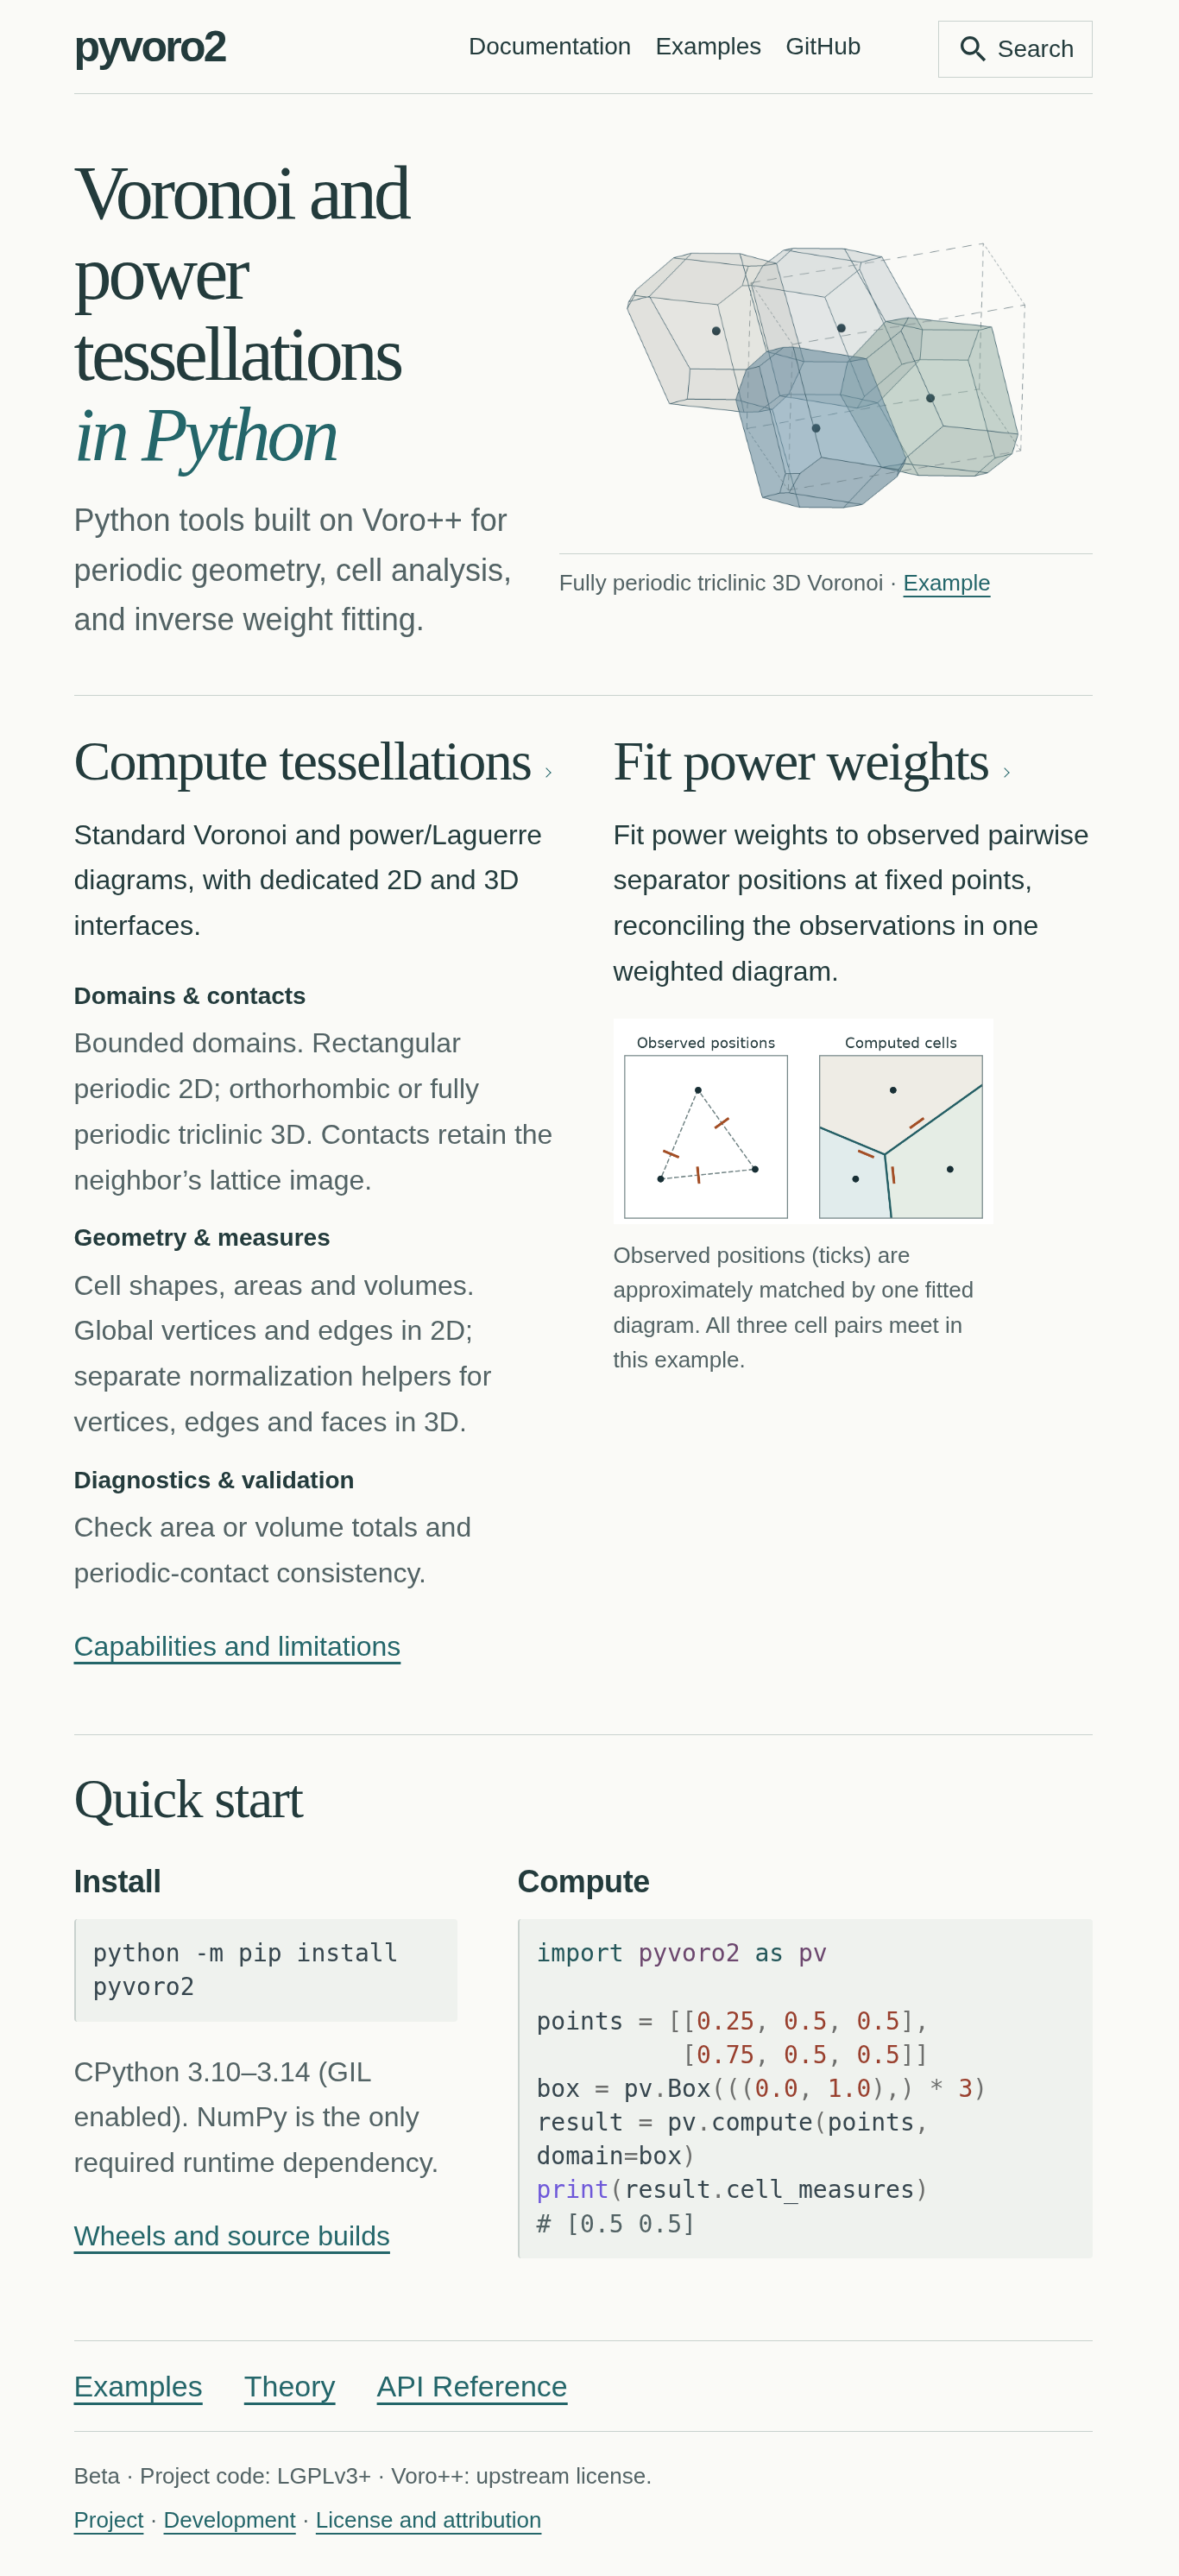 pyvoro2
Documentation Examples GitHub Search
Voronoi and
power
tessellations
in Python
Python tools built on Voro++ for
periodic geometry, cell analysis,
and inverse weight fitting.
Fully periodic triclinic 3D Voronoi · Example
Compute tessellations ›
Standard Voronoi and power/Laguerre
diagrams, with dedicated 2D and 3D
interfaces.
Domains & contacts
Bounded domains. Rectangular
periodic 2D; orthorhombic or fully
periodic triclinic 3D. Contacts retain the
neighbor’s lattice image.
Geometry & measures
Cell shapes, areas and volumes.
Global vertices and edges in 2D;
separate normalization helpers for
vertices, edges and faces in 3D.
Diagnostics & validation
Check area or volume totals and
periodic-contact consistency.
Capabilities and limitations
Fit power weights ›
Fit power weights to observed pairwise
separator positions at fixed points,
reconciling the observations in one
weighted diagram.
Observed positions
Computed cells
Observed positions (ticks) are
approximately matched by one fitted
diagram. All three cell pairs meet in
this example.
Quick start
Install
python -m pip install
pyvoro2
CPython 3.10–3.14 (GIL
enabled). NumPy is the only
required runtime dependency.
Wheels and source builds
Compute
import pyvoro2 as pv
points = [[0.25, 0.5, 0.5],
          [0.75, 0.5, 0.5]]
box = pv.Box(((0.0, 1.0),) * 3)
result = pv.compute(points,
domain=box)
print(result.cell_measures)
# [0.5 0.5]
Examples Theory API Reference
Beta · Project code: LGPLv3+ · Voro++: upstream license.
Project · Development · License and attribution